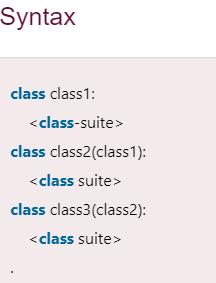 Syntax
class class1:
<class-suite>
class class2(class1):
<class suite>
class class3(class2):
<class suite>
.